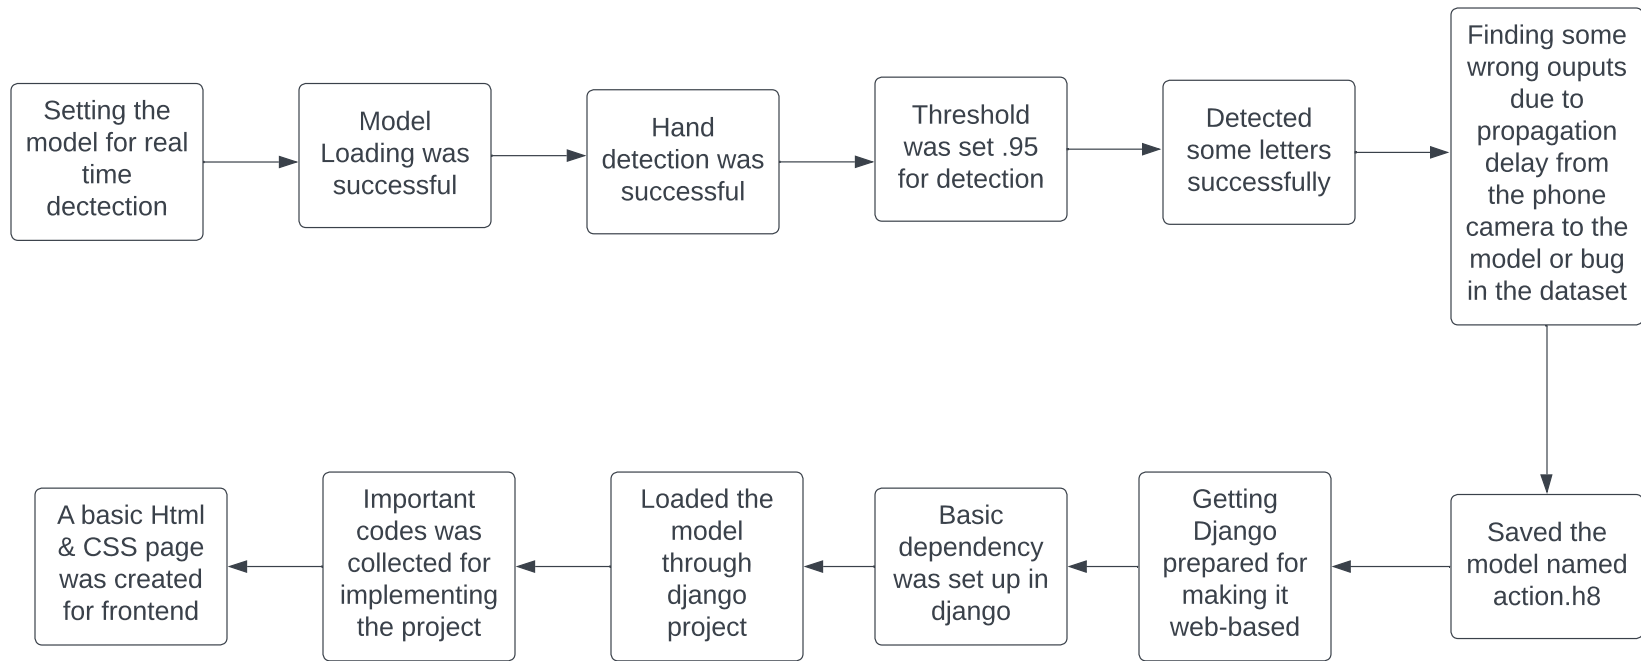 Setting the
model for real
time
dectection
Model
Loading was
successful
Hand
detection was
successful
Threshold
was set .95
for detection
Detected
some letters
successfully
Finding some
wrong ouputs
due to
propagation
delay from
the phone
camera to the
model or bug
in the dataset
Saved the
model named
action.h8
Getting
Django
prepared for
making it
web-based
Basic
dependency
was set up in
django
Loaded the
model
through
django
project
Important
codes was
collected for
implementing
the project
A basic Html
& CSS page
was created
for frontend